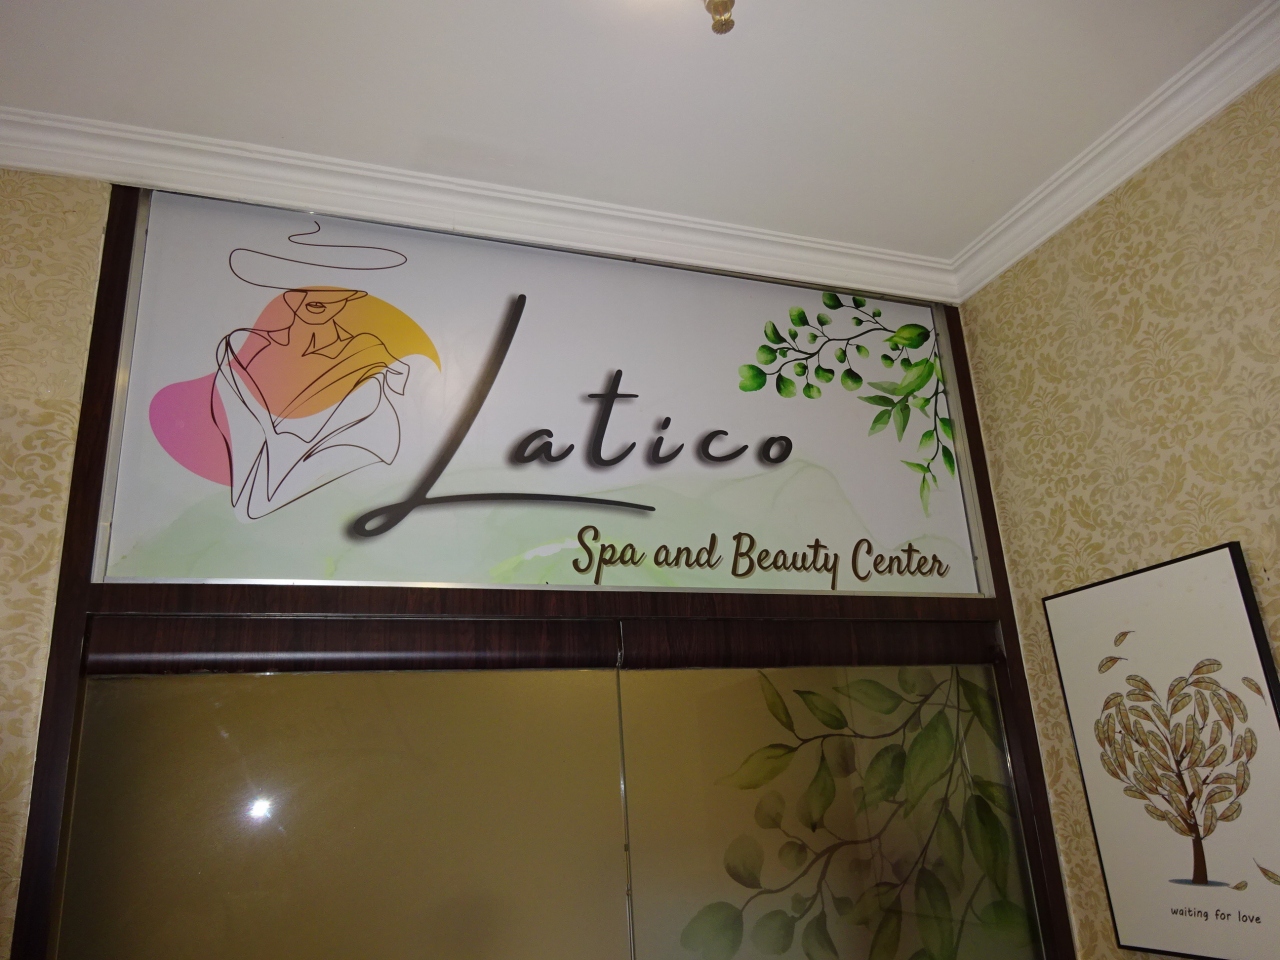 Latico
Spa and Beauty Center
waiting for love